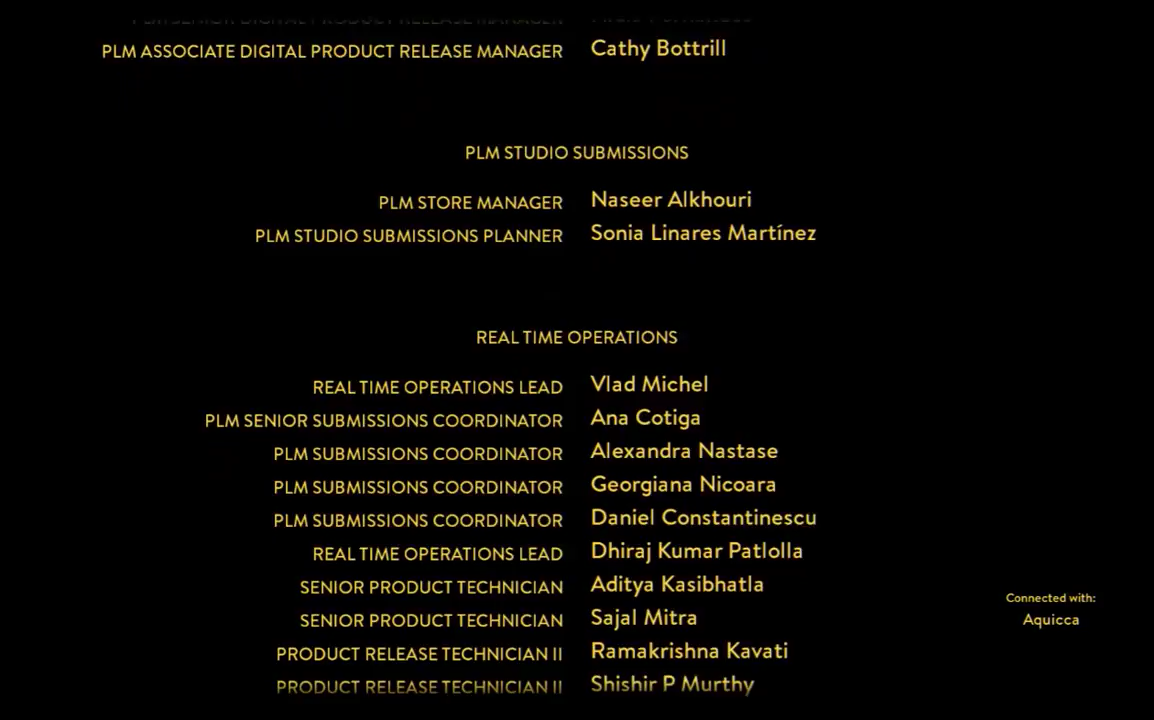 PLM ASSOCIATE DIGITAL PRODUCT RELEASE MANAGER Cathy Bottrill
PLM STUDIO SUBMISSIONS
PLM STORE MANAGER Naseer Alkhouri
PLM STUDIO SUBMISSIONS PLANNER Sonia Linares Martínez
REAL TIME OPERATIONS
REAL TIME OPERATIONS LEAD Vlad Michel
PLM SENIOR SUBMISSIONS COORDINATOR Ana Cotiga
PLM SUBMISSIONS COORDINATOR Alexandra Nastase
PLM SUBMISSIONS COORDINATOR Georgiana Nicoara
PLM SUBMISSIONS COORDINATOR Daniel Constantinescu
REAL TIME OPERATIONS LEAD Dhiraj Kumar Patlolla
SENIOR PRODUCT TECHNICIAN Aditya Kasibhatla
SENIOR PRODUCT TECHNICIAN Sajal Mitra
PRODUCT RELEASE TECHNICIAN II Ramakrishna Kavati
PRODUCT RELEASE TECHNICIAN II Shishir P Murthy
Connected with:
Aquicca